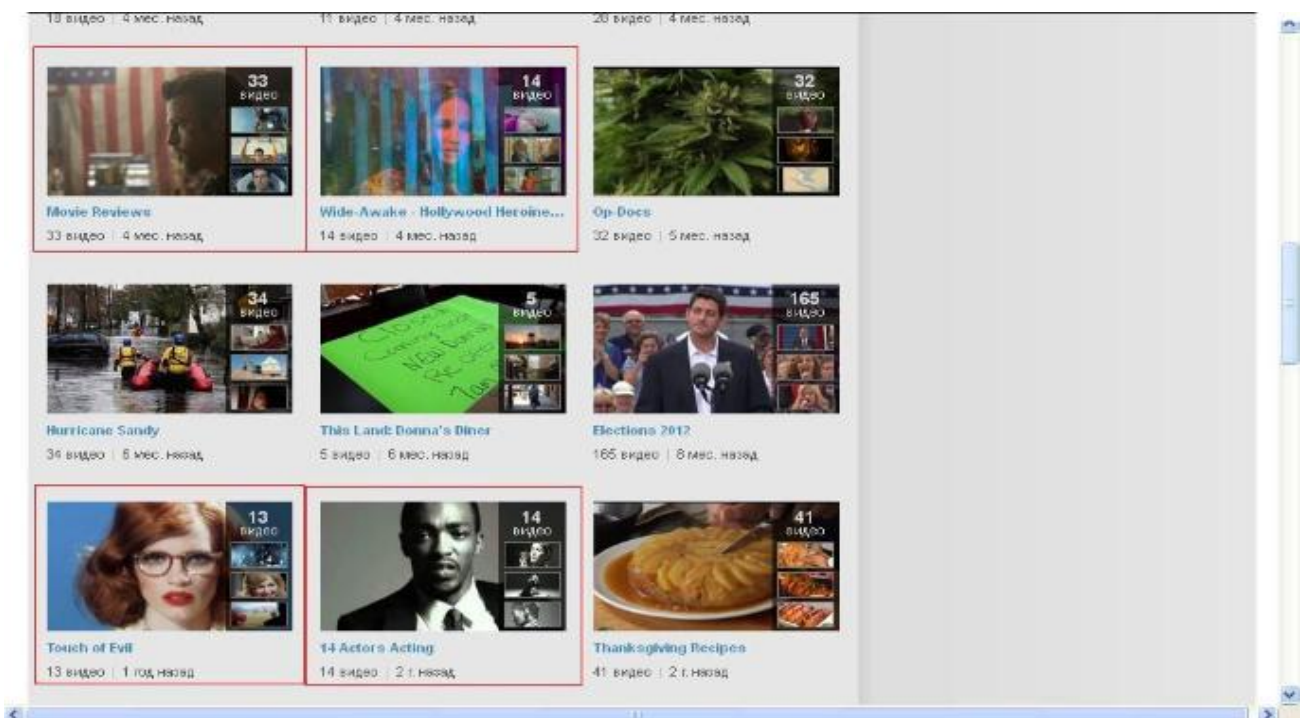 18 видео | 4 мес. назад
11 видео | 4 мес. назад
28 видео | 4 мес. назад
33
видео
14
видео
32
видео
Movie Reviews
Wide-Awake - Hollywood Heroine...
Op-Docs
33 видео | 4 мес. назад
14 видео | 4 мес. назад
32 видео | 5 мес. назад
34
видео
5
видео
165
видео
Closed
Coming Soon
New Donna's
Hurricane Sandy
This Land: Donna's Diner
Elections 2012
34 видео | 6 мес. назад
5 видео | 6 мес. назад
165 видео | 8 мес. назад
13
видео
14
видео
41
видео
Touch of Evil
14 Actors Acting
Thanksgiving Recipes
13 видео | 1 год назад
14 видео | 2 г. назад
41 видео | 2 г. назад